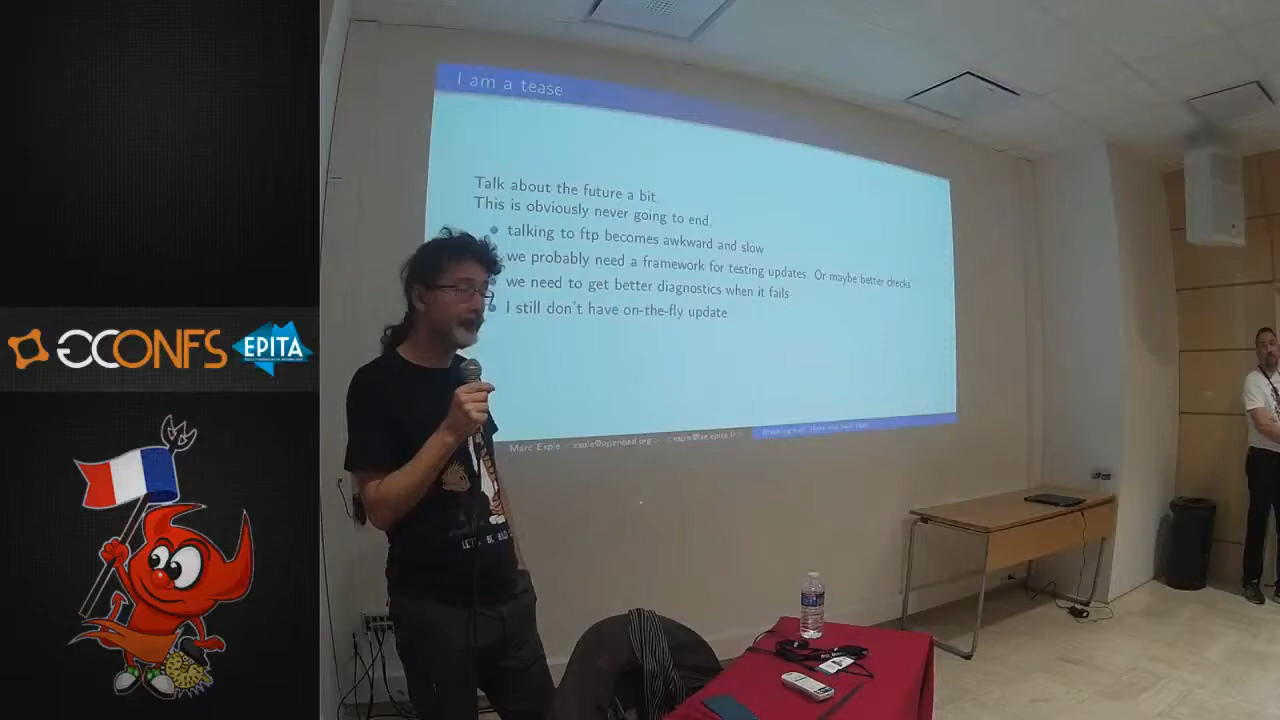 I am a tease
Talk about the future a bit.
This is obviously never going to end.
talking to ftp becomes awkward and slow
we probably need a framework for testing updates. Or maybe better checks
we need to get better diagnostics when it fails
I still don't have on-the-fly update
Marc Espie
GCONFS
EPITA